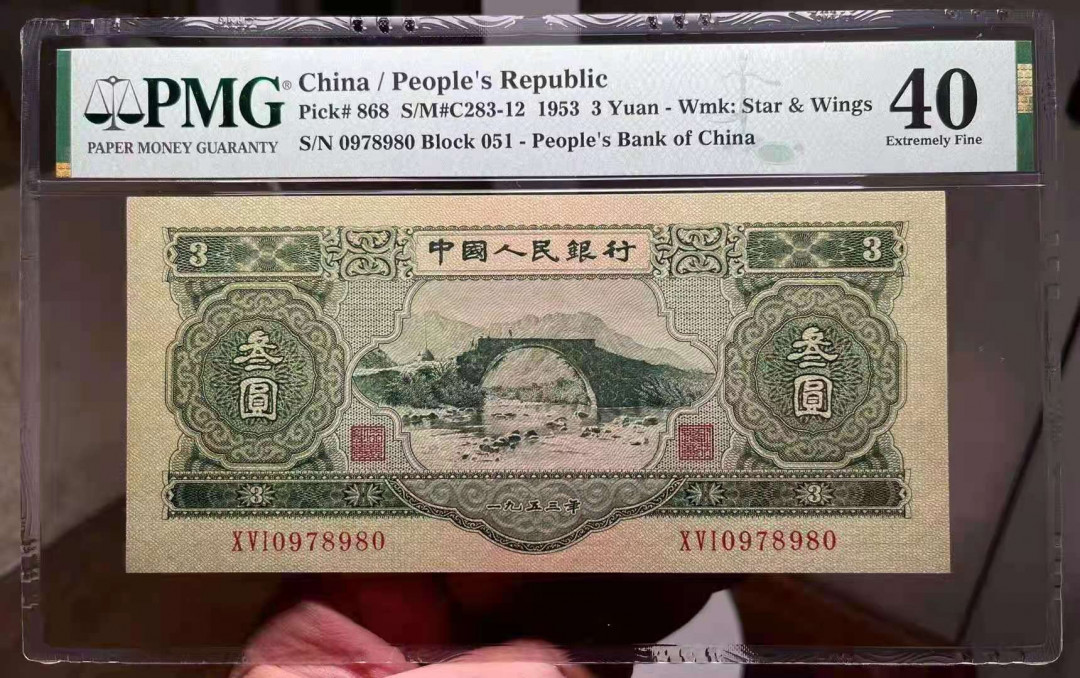 PMG® China / People's Republic
Pick# 868 S/M#C283-12 1953 3 Yuan - Wmk: Star & Wings
S/N 0978980 Block 051 - People's Bank of China
PAPER MONEY GUARANTY
40
Extremely Fine
3 中國人民銀行 3
叁圓 叁圓
3 3
一九五三年
XVI0978980 XVI0978980